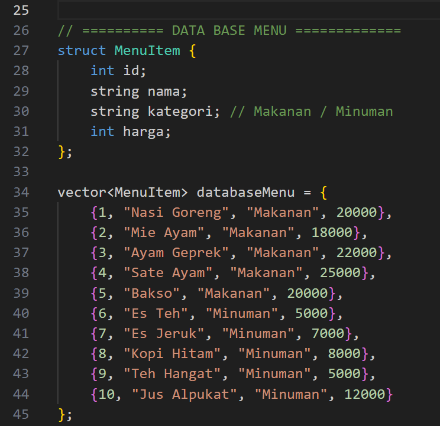 25
26 // ========== DATA BASE MENU =============
27 struct MenuItem {
28     int id;
29     string nama;
30     string kategori; // Makanan / Minuman
31     int harga;
32 };
33
34 vector<MenuItem> databaseMenu = {
35     {1, "Nasi Goreng", "Makanan", 20000},
36     {2, "Mie Ayam", "Makanan", 18000},
37     {3, "Ayam Geprek", "Makanan", 22000},
38     {4, "Sate Ayam", "Makanan", 25000},
39     {5, "Bakso", "Makanan", 20000},
40     {6, "Es Teh", "Minuman", 5000},
41     {7, "Es Jeruk", "Minuman", 7000},
42     {8, "Kopi Hitam", "Minuman", 8000},
43     {9, "Teh Hangat", "Minuman", 5000},
44     {10, "Jus Alpukat", "Minuman", 12000}
45 };